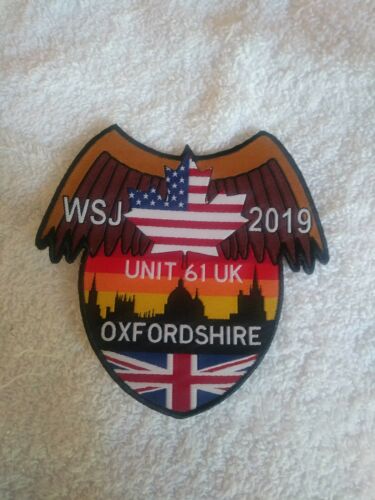 WSJ 2019
UNIT 61 UK
OXFORDSHIRE